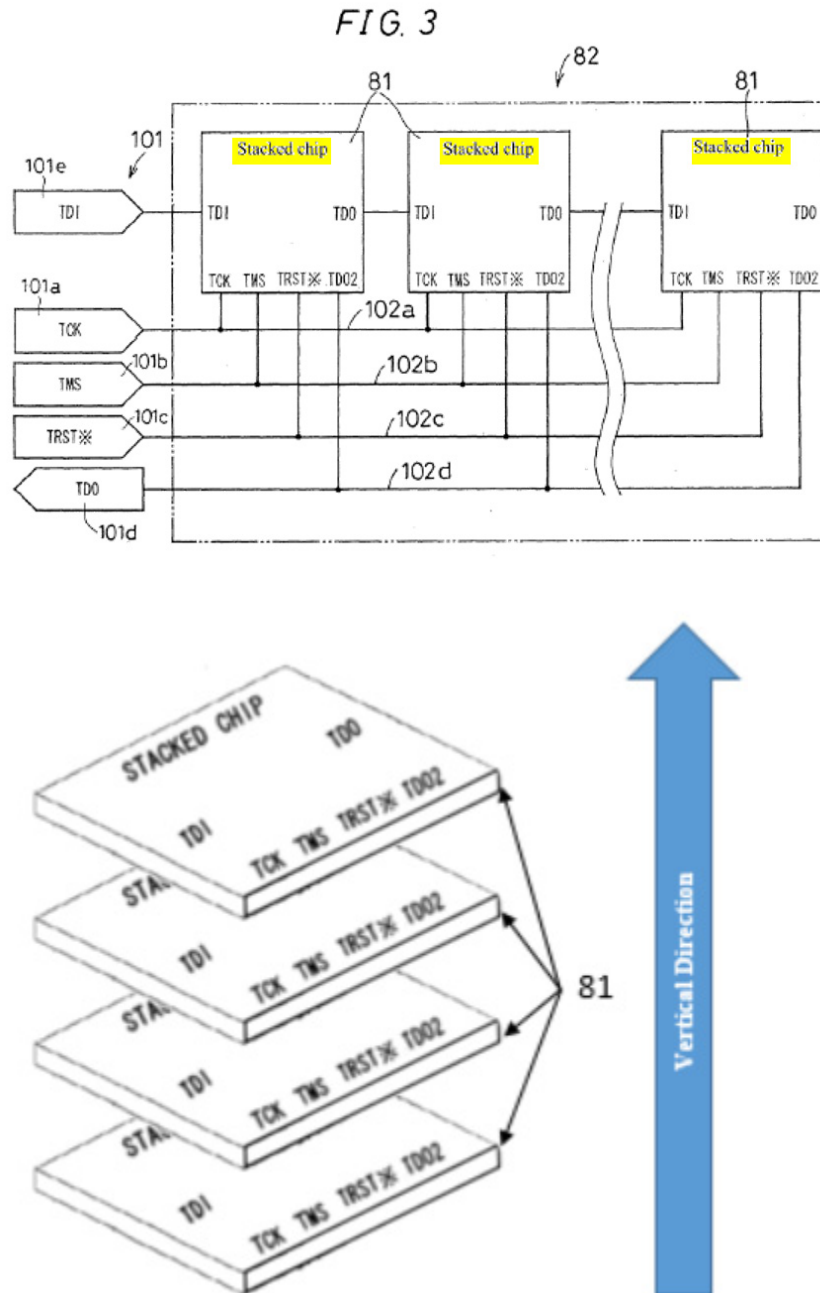 FIG. 3
82
81
81
101
101e
Stacked chip
Stacked chip
Stacked chip
TDI
TDI
TDO
TDI
TDO
TDI
TDO
TCK TMS TRST※ TDO2
TCK TMS TRST※ TDO2
TCK TMS TRST※ TDO2
101a
TCK
102a
101b
TMS
102b
101c
TRST※
102c
TDO
102d
101d
STACKED CHIP
TDO
TDI
TCK TMS TRST※ TDO2
STA
TDI
TCK TMS TRST※ TDO2
81
STA
TDI
TCK TMS TRST※ TDO2
STA
TDI
TCK TMS TRST※ TDO2
Vertical Direction